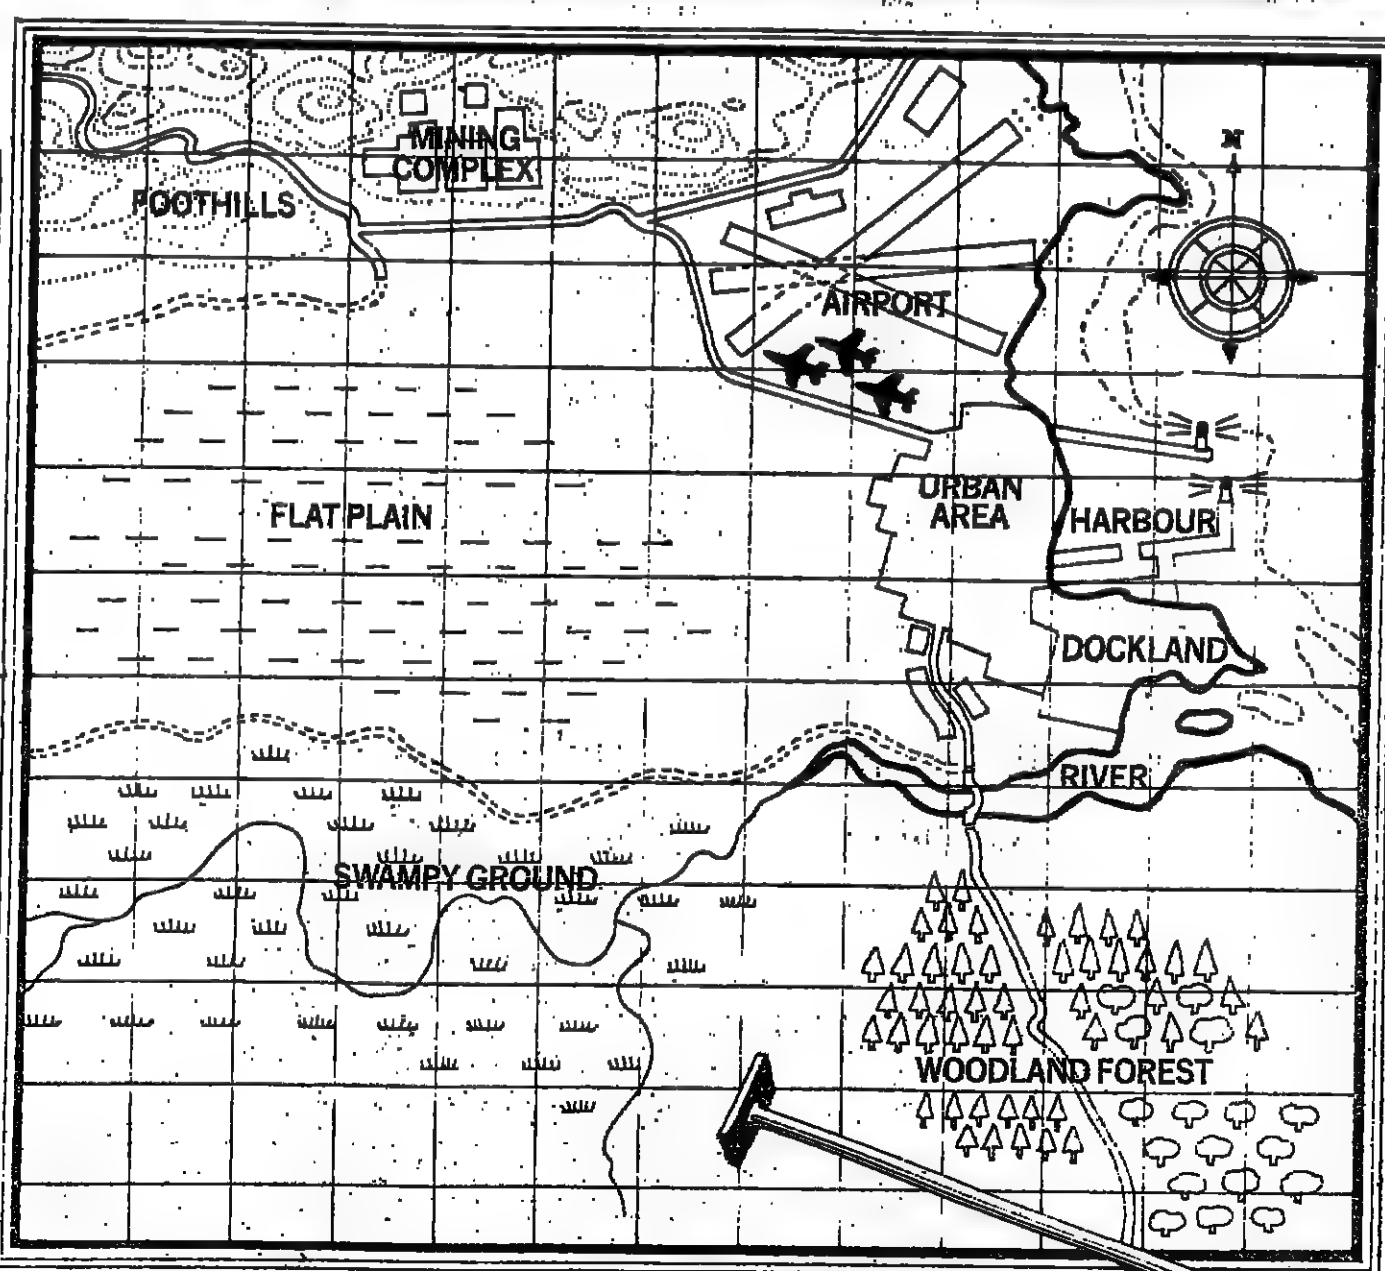 MINING
COMPLEX
FOOTHILLS
N
AIRPORT
FLAT PLAIN
URBAN
AREA
HARBOUR
DOCKLAND
RIVER
SWAMPY GROUND
WOODLAND FOREST